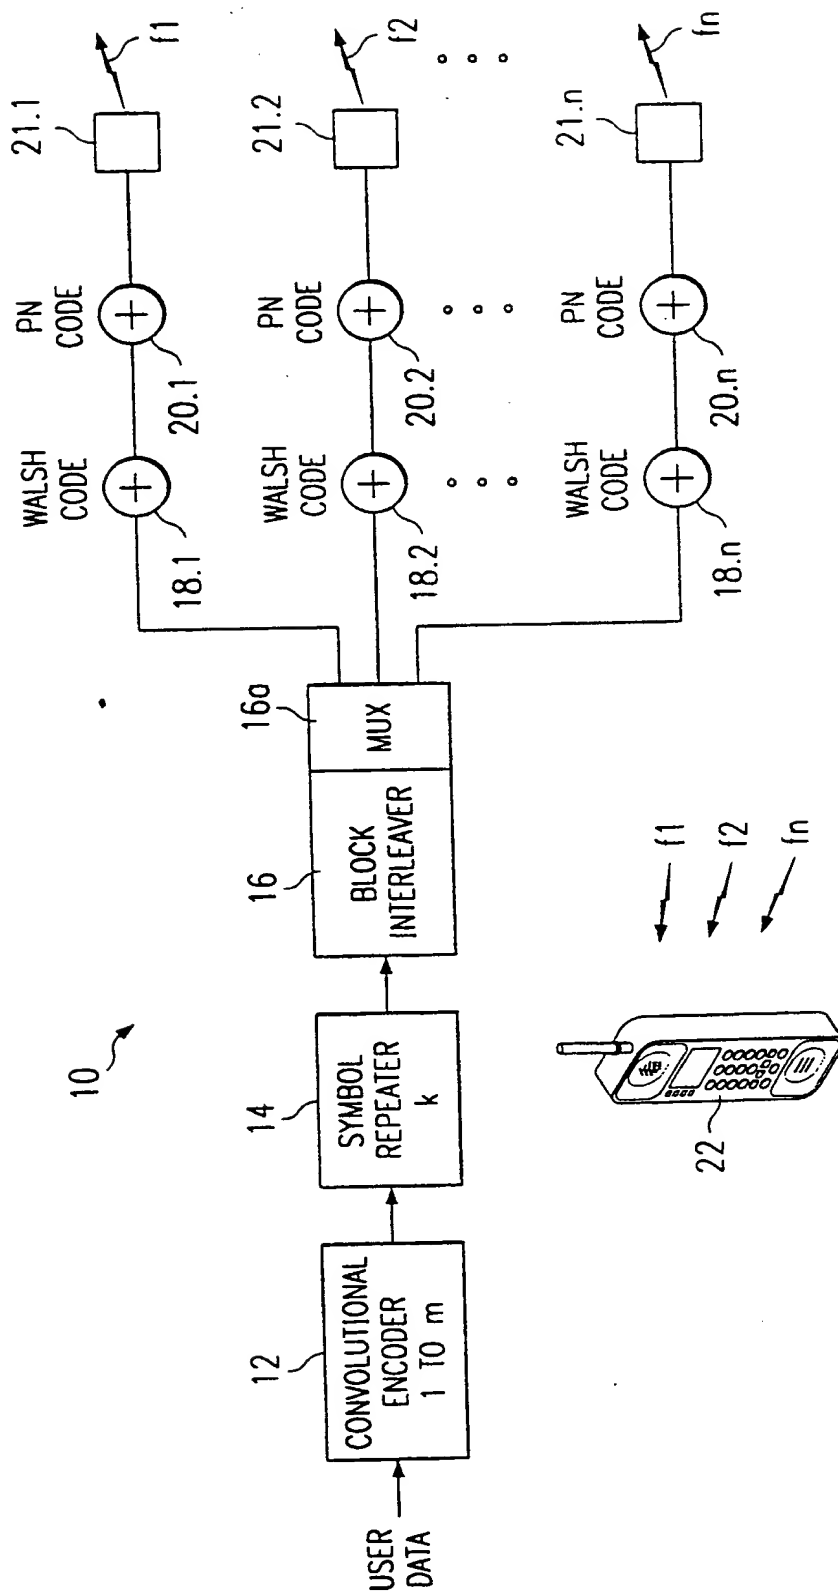 10
USER
DATA
12
CONVOLUTIONAL
ENCODER
1 TO m
14
SYMBOL
REPEATER
k
16
BLOCK
INTERLEAVER
16a
MUX
WALSH
CODE
18.1
PN
CODE
20.1
21.1
f1
WALSH
CODE
18.2
PN
CODE
20.2
21.2
f2
WALSH
CODE
18.n
PN
CODE
20.n
21.n
fn
22
f1
f2
fn